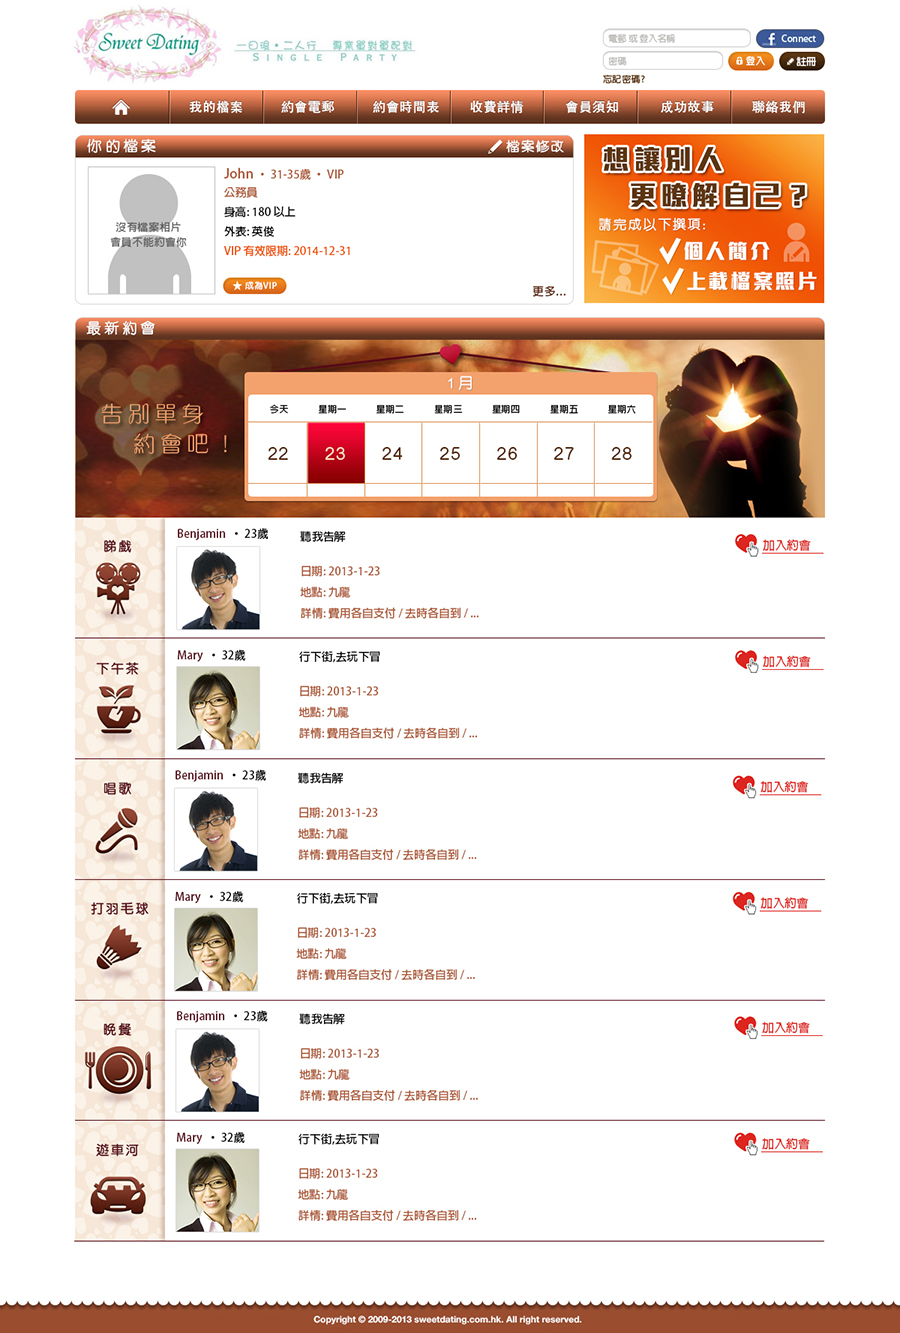 Sweet Dating
一日後•二人行 專業單對單配對
SINGLE PARTY
電郵 或 登入名稱
Connect
密碼
登入
註冊
忘記密碼?
我的檔案 約會電郵 約會時間表 收費詳情 會員須知 成功故事 聯絡我們
你的檔案
檔案修改
John • 31-35歲 • VIP
公務員
身高: 180 以上
外表: 英俊
VIP 有效限期: 2014-12-31
沒有檔案相片
會員不能約會你
成為VIP
更多...
想讓別人
更瞭解自己?
請完成以下撰項:
個人簡介
上載檔案照片
最新約會
告別單身
約會吧!
1月
今天 星期一 星期二 星期三 星期四 星期五 星期六
22 23 24 25 26 27 28
睇戲
Benjamin • 23歲
聽我告解
日期: 2013-1-23
地點: 九龍
詳情: 費用各自支付 / 去時各自到 / ...
加入約會
下午茶
Mary • 32歲
行下街,去玩下冒
日期: 2013-1-23
地點: 九龍
詳情: 費用各自支付 / 去時各自到 / ...
加入約會
唱歌
Benjamin • 23歲
聽我告解
日期: 2013-1-23
地點: 九龍
詳情: 費用各自支付 / 去時各自到 / ...
加入約會
打羽毛球
Mary • 32歲
行下街,去玩下冒
日期: 2013-1-23
地點: 九龍
詳情: 費用各自支付 / 去時各自到 / ...
加入約會
晚餐
Benjamin • 23歲
聽我告解
日期: 2013-1-23
地點: 九龍
詳情: 費用各自支付 / 去時各自到 / ...
加入約會
遊車河
Mary • 32歲
行下街,去玩下冒
日期: 2013-1-23
地點: 九龍
詳情: 費用各自支付 / 去時各自到 / ...
加入約會
Copyright © 2009-2013 sweetdating.com.hk. All right reserved.